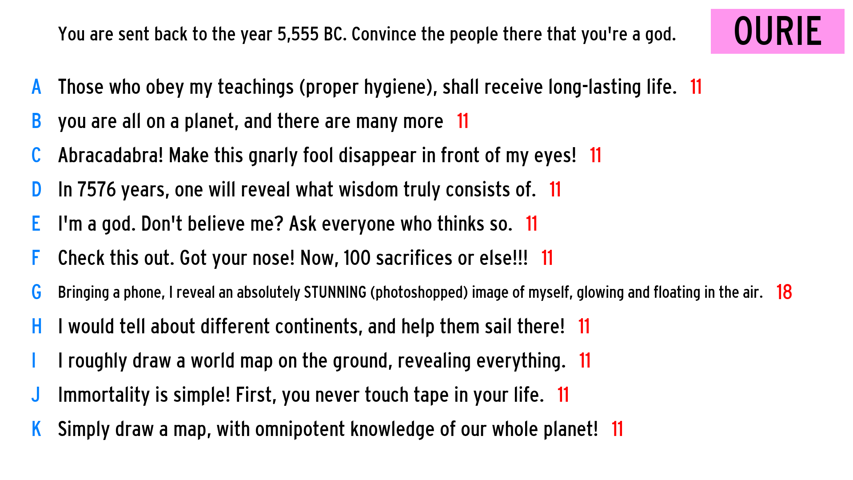 You are sent back to the year 5,555 BC. Convince the people there that you're a god.
OURIE
A Those who obey my teachings (proper hygiene), shall receive long-lasting life. 11
B you are all on a planet, and there are many more 11
C Abracadabra! Make this gnarly fool disappear in front of my eyes! 11
D In 7576 years, one will reveal what wisdom truly consists of. 11
E I'm a god. Don't believe me? Ask everyone who thinks so. 11
F Check this out. Got your nose! Now, 100 sacrifices or else!!! 11
G Bringing a phone, I reveal an absolutely STUNNING (photoshopped) image of myself, glowing and floating in the air. 18
H I would tell about different continents, and help them sail there! 11
I I roughly draw a world map on the ground, revealing everything. 11
J Immortality is simple! First, you never touch tape in your life. 11
K Simply draw a map, with omnipotent knowledge of our whole planet! 11